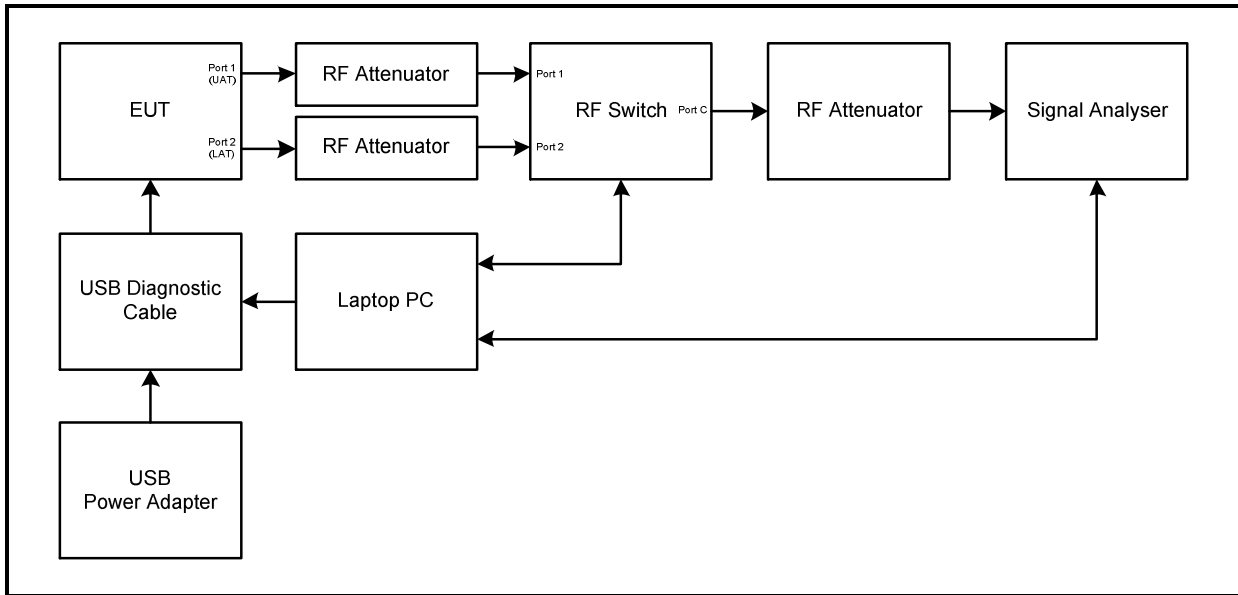 EUT
Port 1
(UAT)
Port 2
(LAT)
RF Attenuator
RF Attenuator
Port 1
Port 2
RF Switch
Port C
RF Attenuator
Signal Analyser
USB Diagnostic
Cable
Laptop PC
USB
Power Adapter